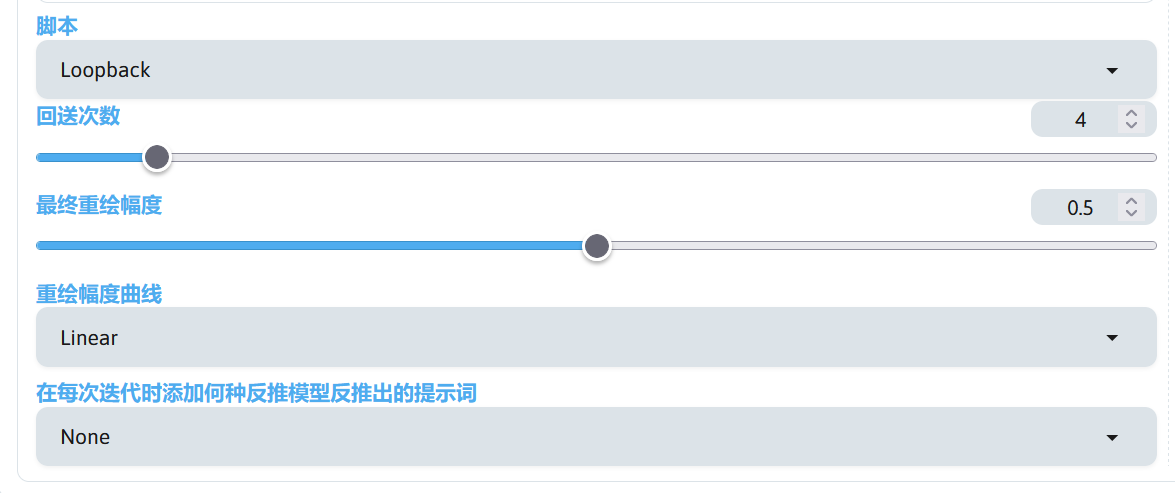 脚本
Loopback
回送次数
4
最终重绘幅度
0.5
重绘幅度曲线
Linear
在每次迭代时添加何种反推模型反推出的提示词
None